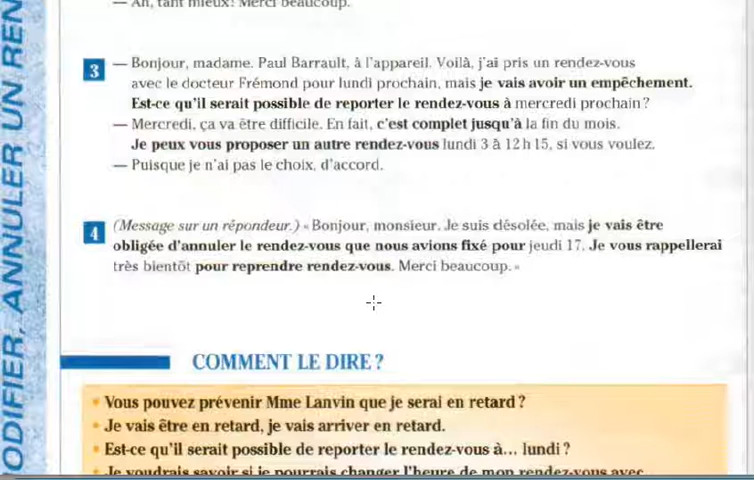 — Ah, tant mieux! Merci beaucoup.
3 — Bonjour, madame. Paul Barrault, à l'appareil. Voilà, j'ai pris un rendez-vous
avec le docteur Frémond pour lundi prochain, mais je vais avoir un empêchement.
Est-ce qu'il serait possible de reporter le rendez-vous à mercredi prochain ?
— Mercredi, ça va être difficile. En fait, c'est complet jusqu'à la fin du mois.
Je peux vous proposer un autre rendez-vous lundi 3 à 12 h 15, si vous voulez.
— Puisque je n'ai pas le choix, d'accord.
4 (Message sur un répondeur.) « Bonjour, monsieur. Je suis désolée, mais je vais être
obligée d'annuler le rendez-vous que nous avions fixé pour jeudi 17. Je vous rappellerai
très bientôt pour reprendre rendez-vous. Merci beaucoup. »
COMMENT LE DIRE ?
• Vous pouvez prévenir Mme Lanvin que je serai en retard ?
• Je vais être en retard, je vais arriver en retard.
• Est-ce qu'il serait possible de reporter le rendez-vous à... lundi ?
• Je voudrais savoir si je pourrais changer l'heure de mon rendez-vous avec
ODIFIER, ANNULER UN REN